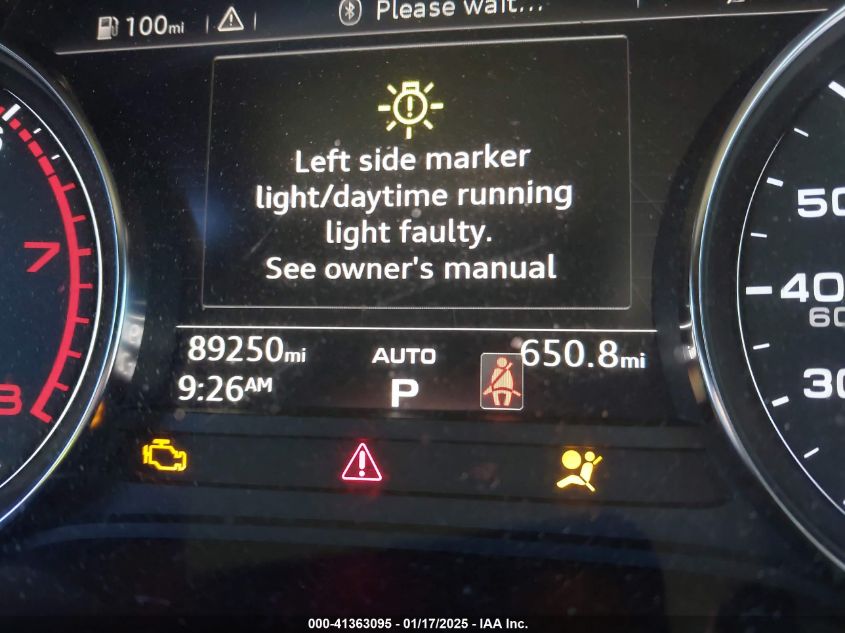 100mi
Please wait...
Left side marker
light/daytime running
light faulty.
See owner's manual
89250mi AUTO 650.8mi
9:26AM P
7
8
50
40
60
30
000-41363095 - 01/17/2025 - IAA Inc.